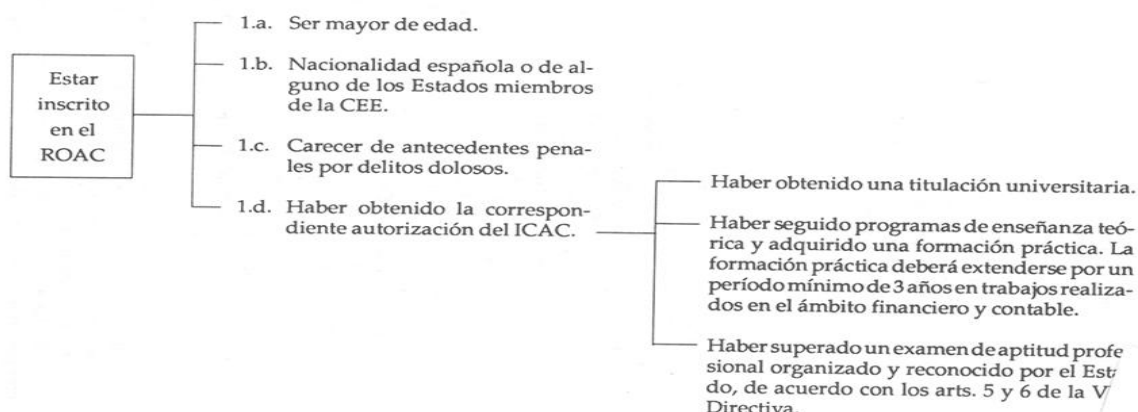 Estar
inscrito
en el
ROAC
1.a. Ser mayor de edad.
1.b. Nacionalidad española o de al-
guno de los Estados miembros
de la CEE.
1.c. Carecer de antecedentes pena-
les por delitos dolosos.
1.d. Haber obtenido la correspon-
diente autorización del ICAC.
Haber obtenido una titulación universitaria.
Haber seguido programas de enseñanza teó-
rica y adquirido una formación práctica. La
formación práctica deberá extenderse por un
período mínimo de 3 años en trabajos realiza-
dos en el ámbito financiero y contable.
Haber superado un examen de aptitud profe
sional organizado y reconocido por el Est
do, de acuerdo con los arts. 5 y 6 de la V
Directiva.